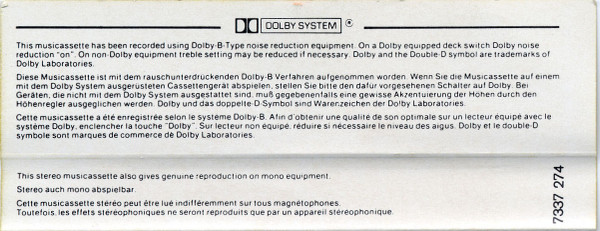 DOLBY SYSTEM ®
This musicassette has been recorded using Dolby-B-Type noise reduction equipment. On a Dolby equipped deck switch Dolby noise
reduction "on". On non-Dolby equipment treble setting may be reduced if necessary. Dolby and the Double-D symbol are trademarks of
Dolby Laboratories.
Diese Musicassette ist mit dem rauschunterdrückenden Dolby-B Verfahren aufgenommen worden. Wenn Sie die Musicassette auf einem
mit dem Dolby System ausgerüsteten Cassettengerät abspielen, stellen Sie bitte den dafür vorgesehenen Schalter auf Dolby. Bei
Geräten, die nicht mit dem Dolby System ausgestattet sind, muß gegebenenfalls eine gewisse Akzentuierung der Höhen durch den
Höhenregler ausgeglichen werden. Dolby und das doppelte-D-Symbol sind Warenzeichen der Dolby Laboratories.
Cette musicassette a été enregistrée selon le système Dolby-B. Afin d'obtenir une qualité de son optimale sur un lecteur équipé avec le
système Dolby, enclencher la touche "Dolby". Sur lecteur non équipé, réduire si nécessaire le niveau des aigus. Dolby et le double-D
symbole sont marques de commerce de Dolby Laboratories.
This stereo musicassette also gives genuine reproduction on mono equipment.
Stereo auch mono abspielbar.
Cette musicassette stéréo peut être lué indifféremment sur tous magnétophones.
Toutefois, les effets stéréophoniques ne seront reproduits que par un appareil stéréophonique.
7337 274